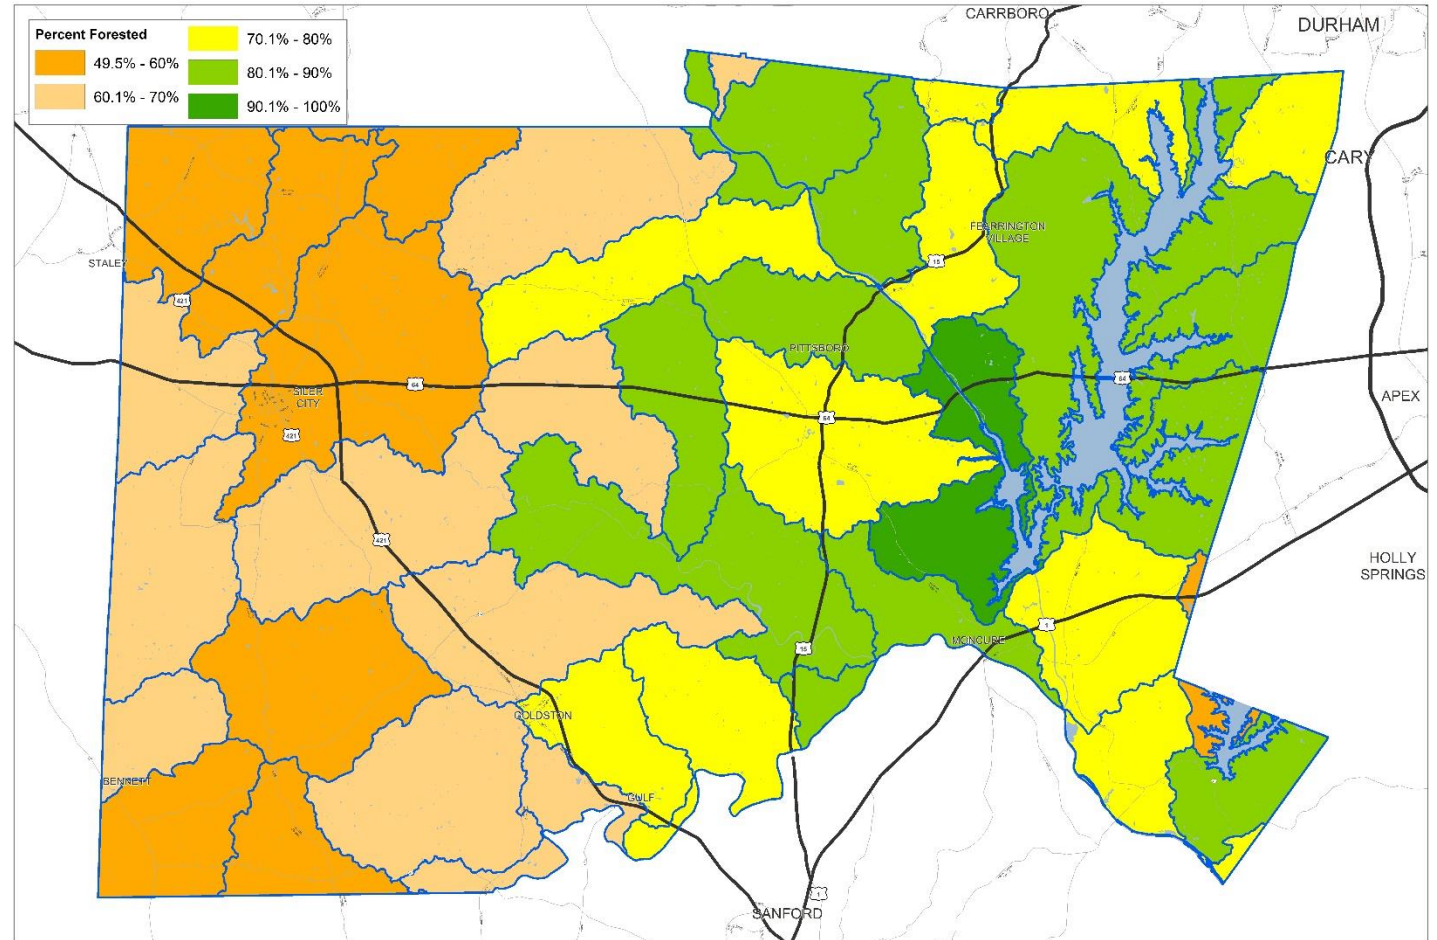 CARRBORO
DURHAM
Percent Forested
49.5% - 60%
60.1% - 70%
70.1% - 80%
80.1% - 90%
90.1% - 100%
CARY
FEARRINGTON
VILLAGE
15
STALEY
421
PITTSBORO
64
64
64
SILER
CITY
421
APEX
421
HOLLY
SPRINGS
1
MONCURE
15
GOLDSTON
BENNETT
GULF
1
SANFORD